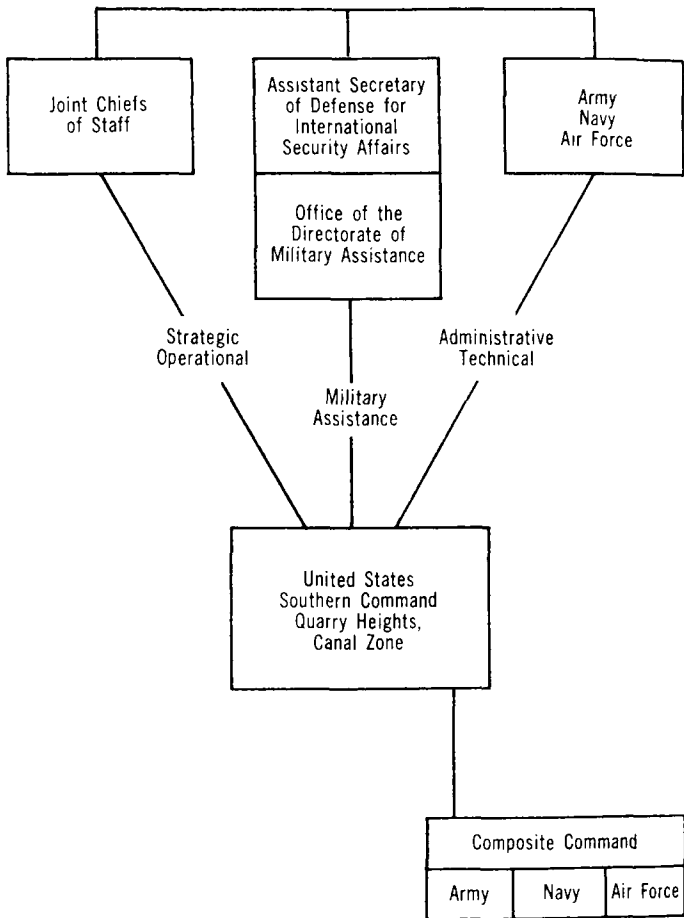 Joint Chiefs
of Staff
Assistant Secretary
of Defense for
International
Security Affairs
Army
Navy
Air Force
Office of the
Directorate of
Military Assistance
Strategic
Operational
Administrative
Technical
Military
Assistance
United States
Southern Command
Quarry Heights,
Canal Zone
Composite Command
Army
Navy
Air Force